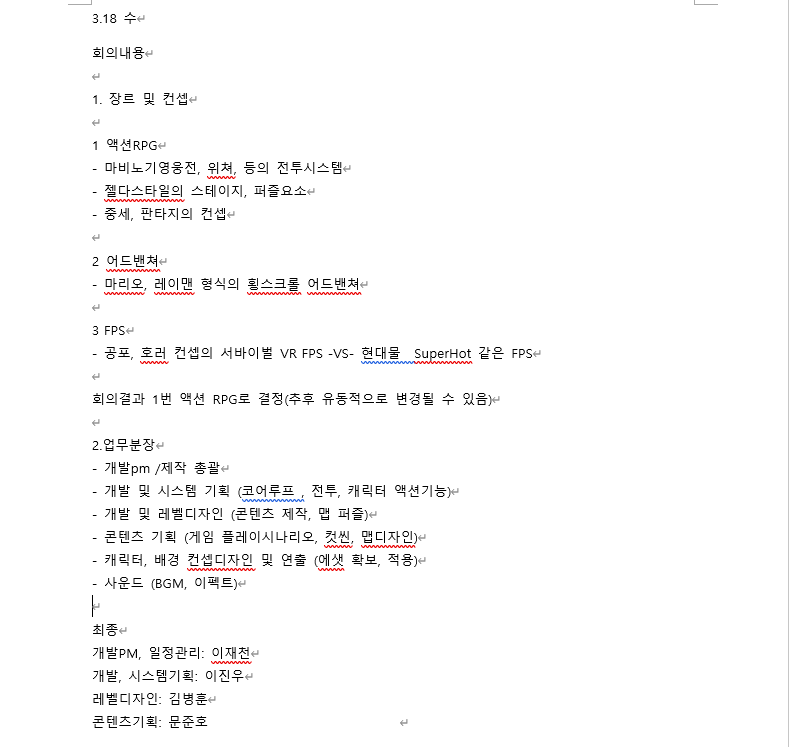 3.18 수
회의내용
1. 장르 및 컨셉
1 액션RPG
- 마비노기영웅전, 위쳐, 등의 전투시스템
- 젤다스타일의 스테이지, 퍼즐요소
- 중세, 판타지의 컨셉
2 어드밴쳐
- 마리오, 레이맨 형식의 횡스크롤 어드밴쳐
3 FPS
- 공포, 호러 컨셉의 서바이벌 VR FPS -VS- 현대물 SuperHot 같은 FPS
회의결과 1번 액션 RPG로 결정(추후 유동적으로 변경될 수 있음)
2.업무분장
- 개발pm /제작 총괄
- 개발 및 시스템 기획 (코어루프 , 전투, 캐릭터 액션기능)
- 개발 및 레벨디자인 (콘텐츠 제작, 맵 퍼즐)
- 콘텐츠 기획 (게임 플레이시나리오, 컷씬, 맵디자인)
- 캐릭터, 배경 컨셉디자인 및 연출 (에샛 확보, 적용)
- 사운드 (BGM, 이펙트)
최종
개발PM, 일정관리: 이재천
개발, 시스템기획: 이진우
레벨디자인: 김병훈
콘텐츠기획: 문준호